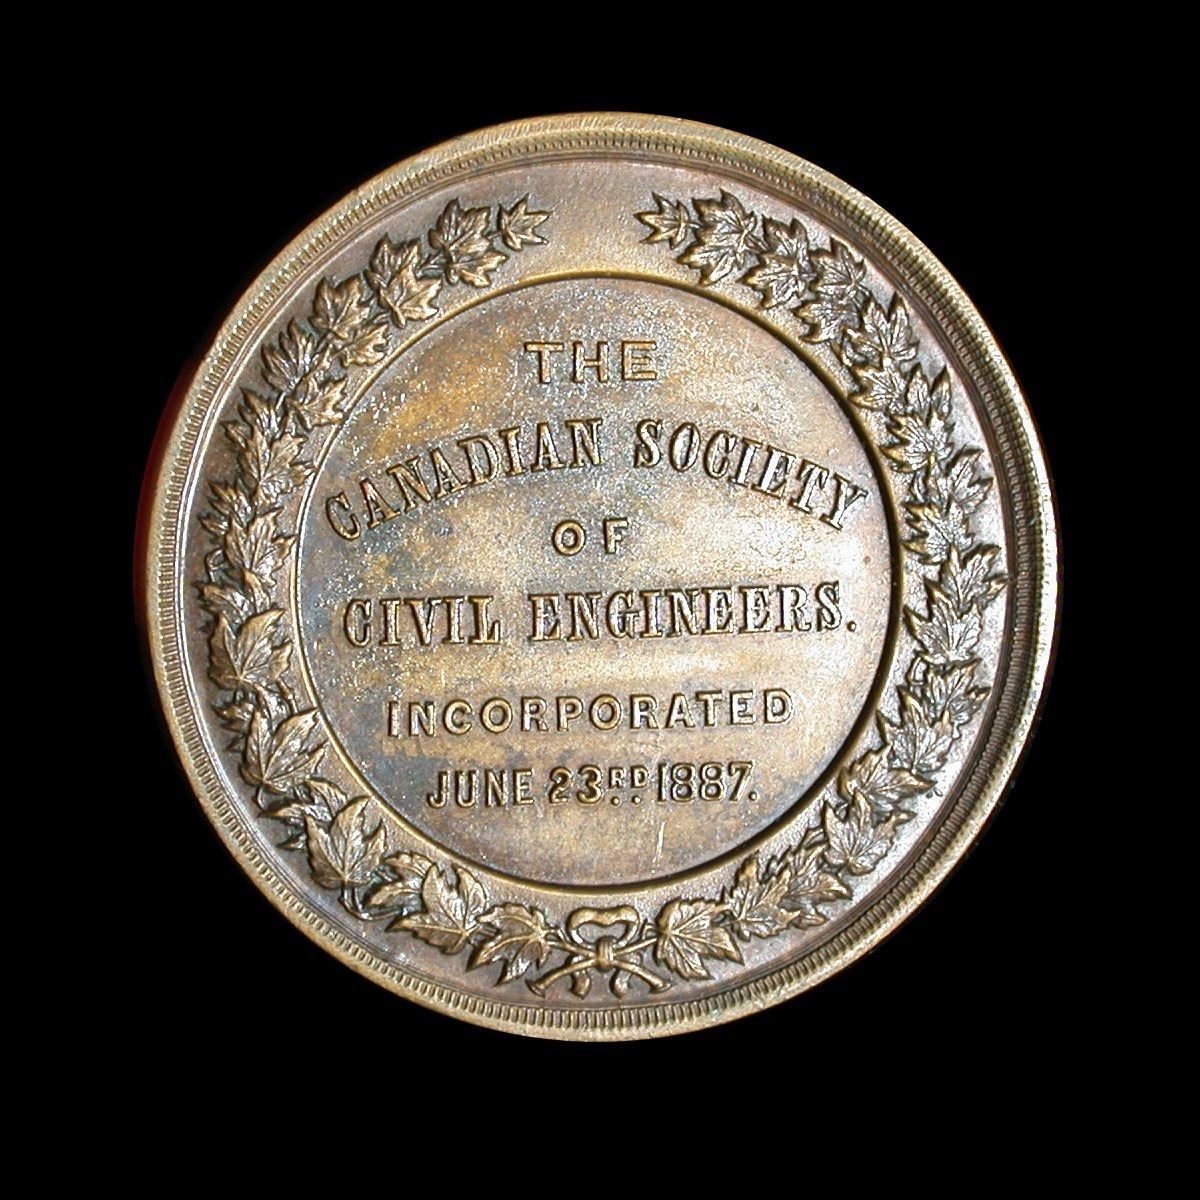 THE
CANADIAN SOCIETY
OF
CIVIL ENGINEERS.
INCORPORATED
JUNE 23RD. 1887.